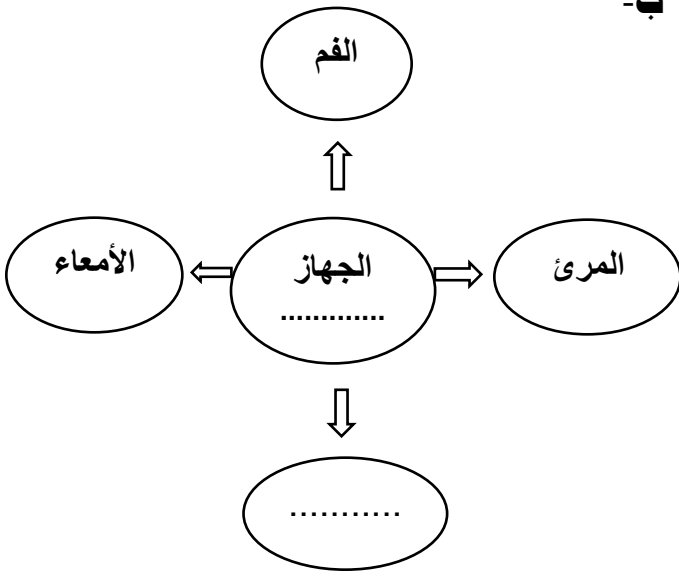 ب-
الفم
المرئ
الجهاز
.............
الأمعاء
...........